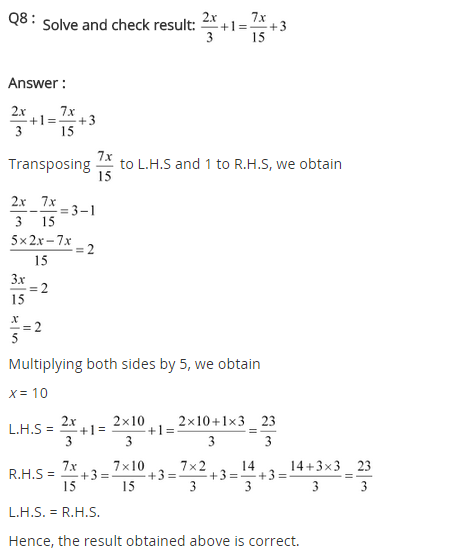 Q8 : Solve and check result: 2x/3 + 1 = 7x/15 + 3
Answer :
2x/3 + 1 = 7x/15 + 3
Transposing 7x/15 to L.H.S and 1 to R.H.S, we obtain
2x/3 − 7x/15 = 3 − 1
(5×2x − 7x)/15 = 2
3x/15 = 2
x/5 = 2
Multiplying both sides by 5, we obtain
x = 10
L.H.S = 2x/3 + 1 = (2×10)/3 + 1 = (2×10+1×3)/3 = 23/3
R.H.S = 7x/15 + 3 = (7×10)/15 + 3 = (7×2)/3 + 3 = 14/3 + 3 = (14+3×3)/3 = 23/3
L.H.S. = R.H.S.
Hence, the result obtained above is correct.